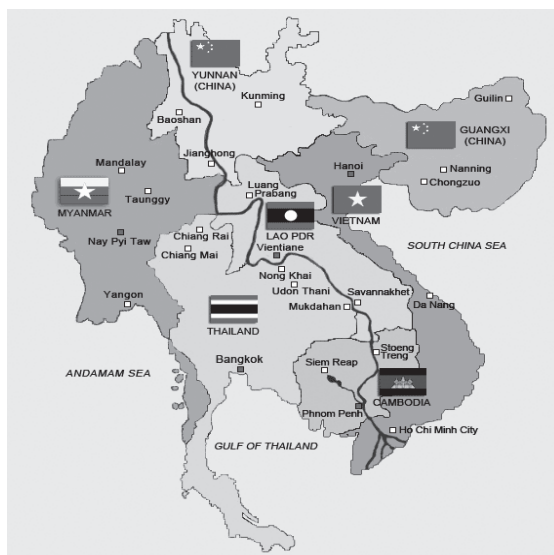 YUNNAN
(CHINA)
Kunming
Baoshan
Guilin
GUANGXI
(CHINA)
Jianghong
Hanoi
Nanning
Chongzuo
Mandalay
Taunggy
MYANMAR
Luang
Prabang
VIETNAM
LAO PDR
Nay Pyi Taw
Chiang Rai
Chiang Mai
Vientiane
SOUTH CHINA SEA
Nong Khai
Udon Thani
Yangon
Mukdahan
Savannakhet
Da Nang
THAILAND
Stoeng
Treng
ANDAMAM SEA
Bangkok
Siem Reap
CAMBODIA
Phnom Penh
Ho Chi Minh City
GULF OF THAILAND